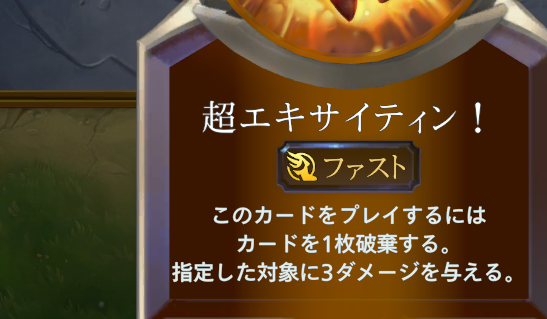 超エキサイティン！
ファスト
このカードをプレイするには
カードを1枚破棄する。
指定した対象に3ダメージを与える。